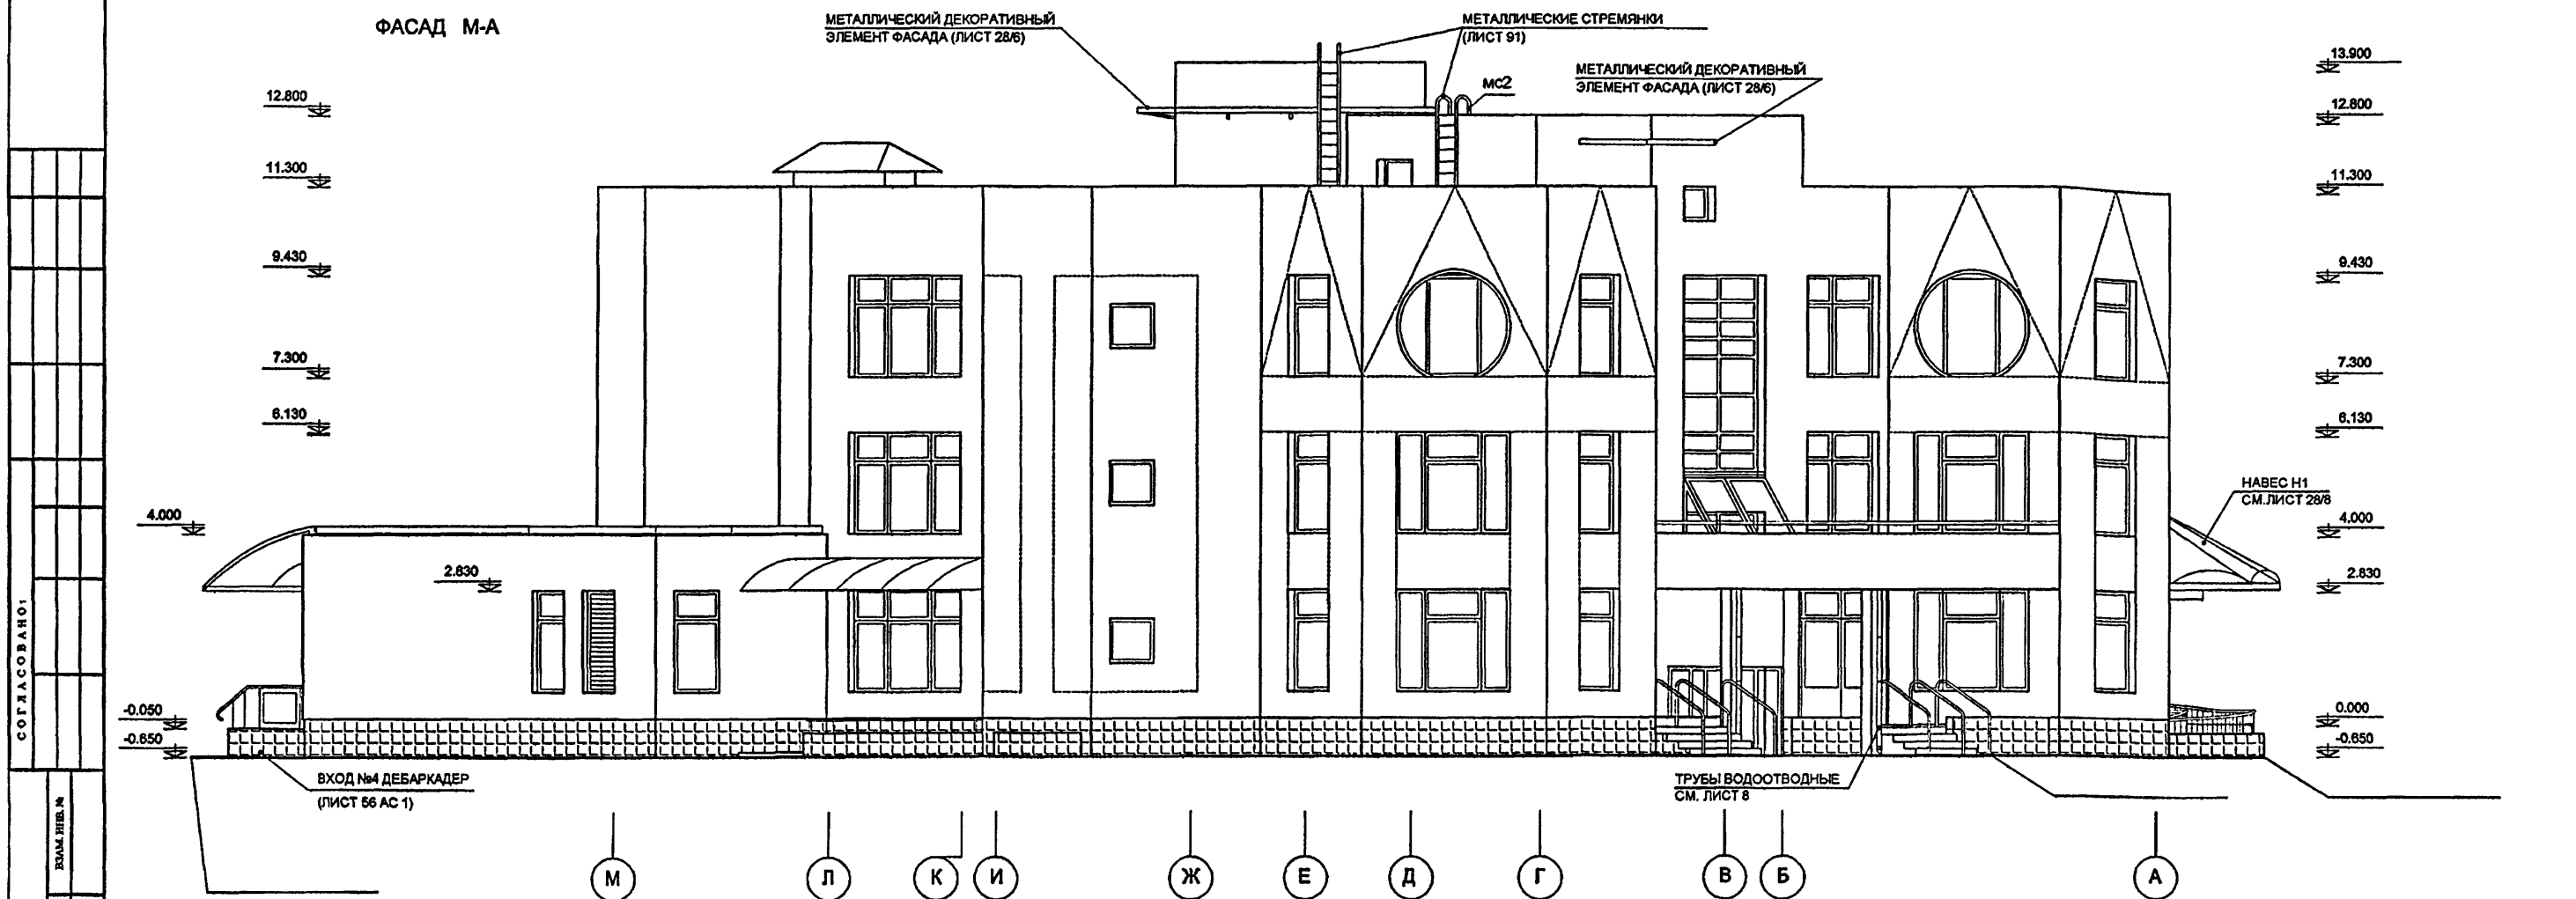 ФАСАД М-А
МЕТАЛЛИЧЕСКИЙ ДЕКОРАТИВНЫЙ
ЭЛЕМЕНТ ФАСАДА (ЛИСТ 28/6)
МЕТАЛЛИЧЕСКИЕ СТРЕМЯНКИ
(ЛИСТ 91)
МЕТАЛЛИЧЕСКИЙ ДЕКОРАТИВНЫЙ
ЭЛЕМЕНТ ФАСАДА (ЛИСТ 28/6)
мс2
12.800
11.300
9.430
7.300
6.130
4.000
2.830
-0.050
-0.650
13.900
12.800
11.300
9.430
7.300
6.130
НАВЕС Н1
СМ.ЛИСТ 28/8
4.000
2.830
0.000
-0.650
ВХОД №4 ДЕБАРКАДЕР
(ЛИСТ 56 АС 1)
ТРУБЫ ВОДООТВОДНЫЕ
СМ. ЛИСТ 8
М Л К И Ж Е Д Г В Б А
СОГЛАСОВАНО:
ВЗАМ. ИНВ. №